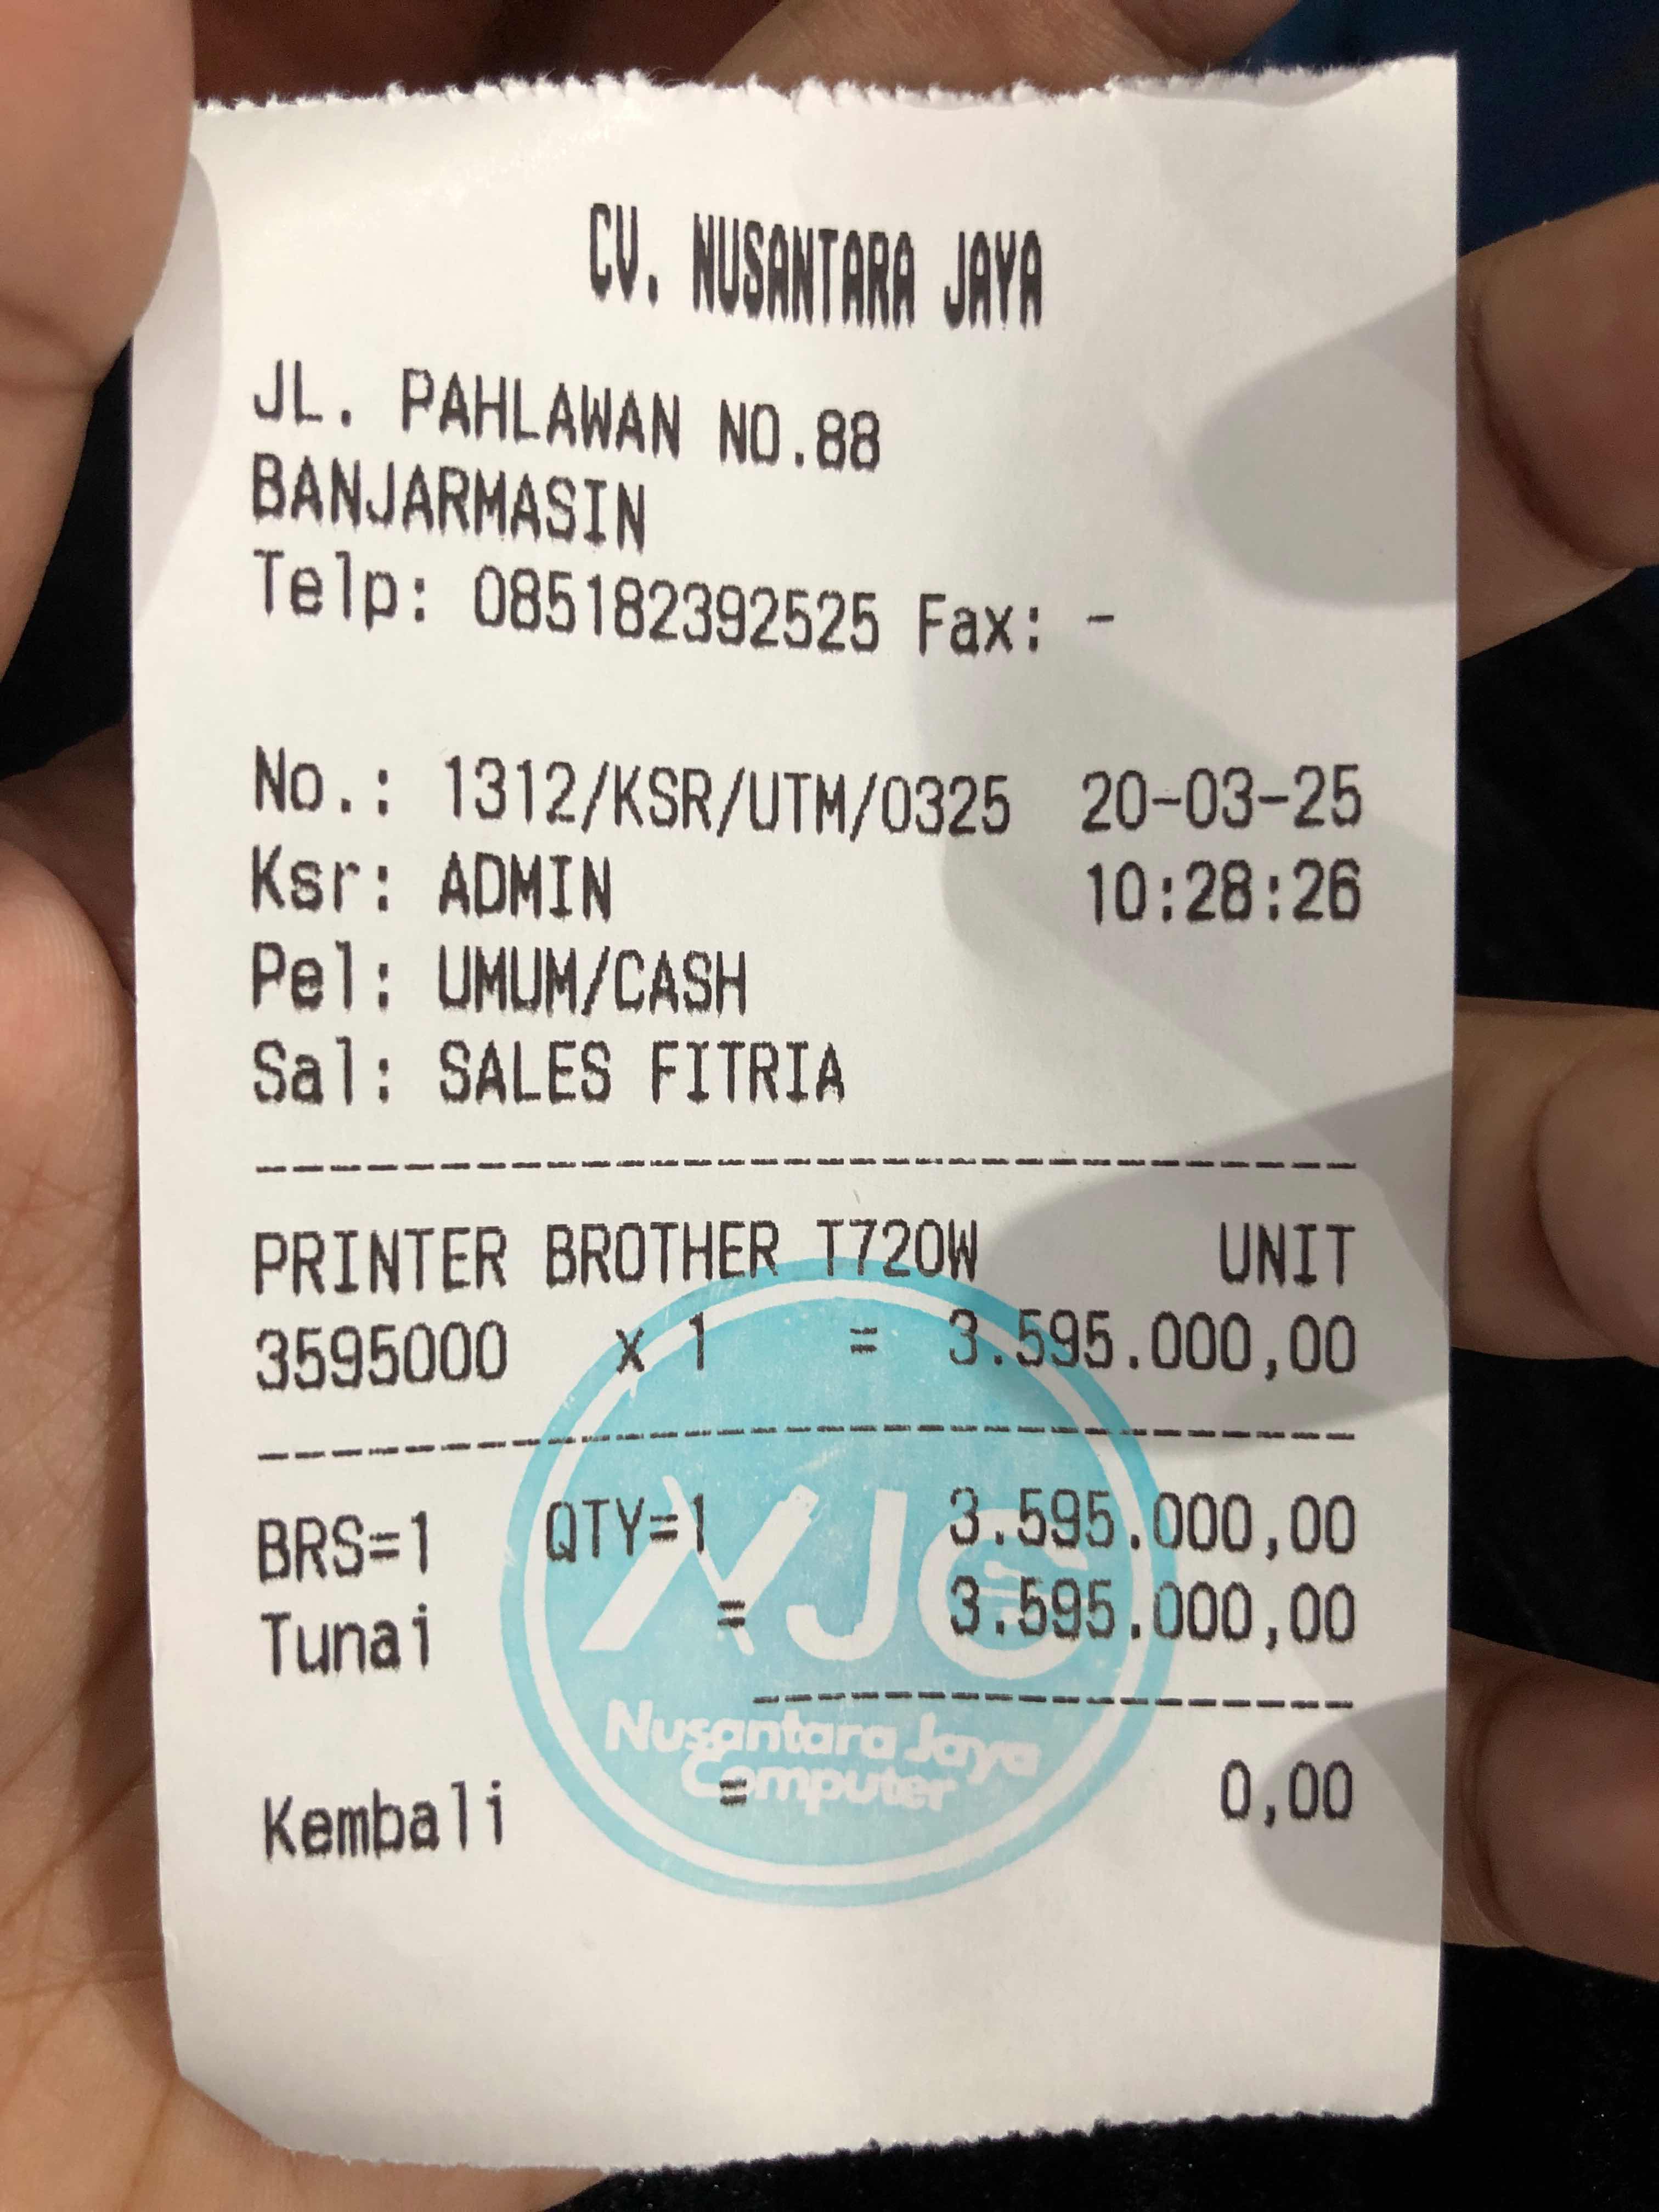 CV. NUSANTARA JAYA
JL. PAHLAWAN NO.88
BANJARMASIN
Telp: 085182392525 Fax: -
No.: 1312/KSR/UTM/0325 20-03-25
Ksr: ADMIN 10:28:26
Pel: UMUM/CASH
Sal: SALES FITRIA
--------------------------------
PRINTER BROTHER T720W UNIT
3595000 x 1 = 3.595.000,00
--------------------------------
BRS=1 QTY=1 3.595.000,00
Tunai = 3.595.000,00
-----------------
Kembali = 0,00
NJC
Nusantara Jaya
Computer